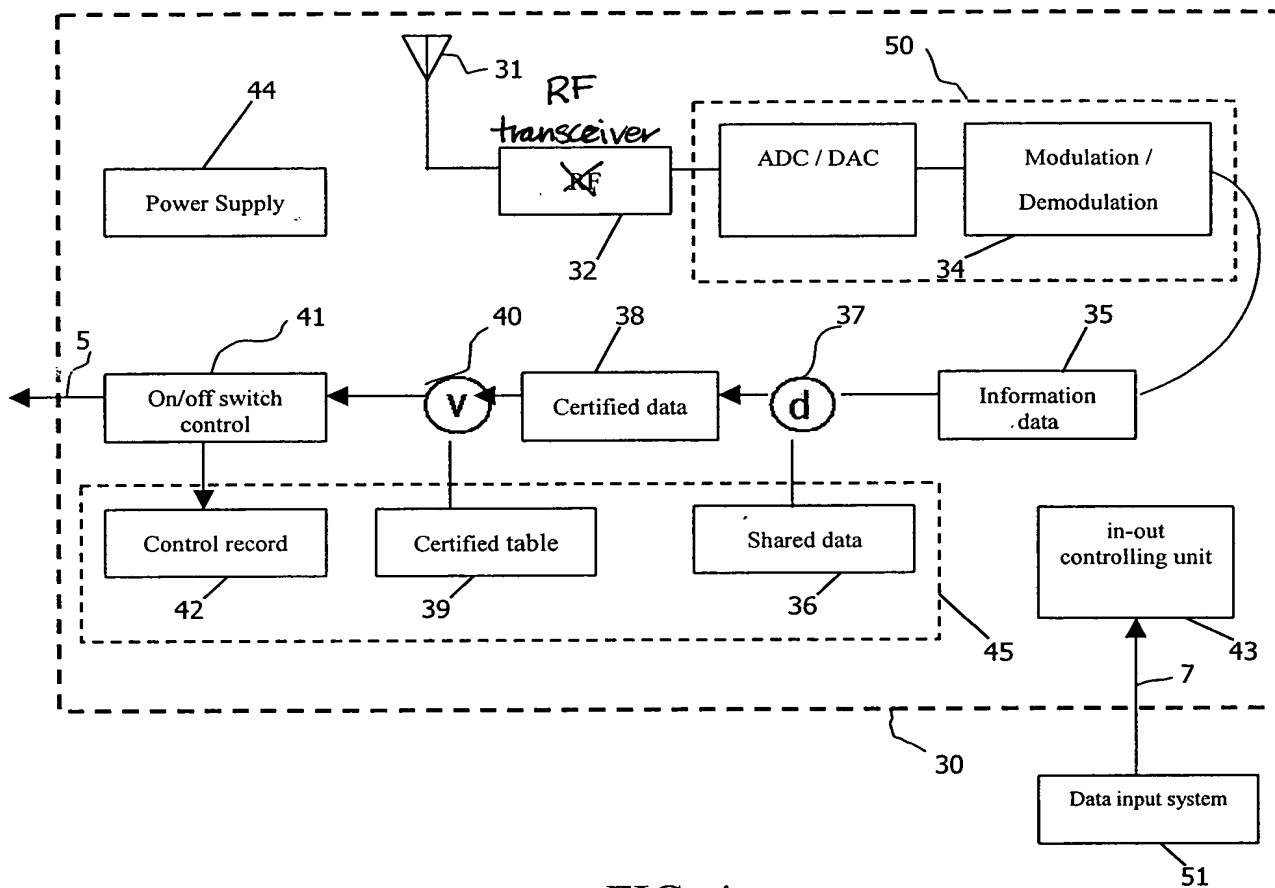 31
50
44
RF
transceiver
RF
ADC / DAC
Modulation /
Demodulation
Power Supply
32
34
5
41
40
38
37
35
On/off switch
control
V
Certified data
d
Information
data
Control record
Certified table
Shared data
in-out
controlling unit
42
39
36
45
43
7
30
Data input system
51